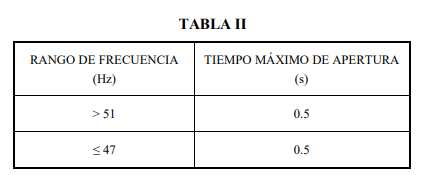 TABLA II
RANGO DE FRECUENCIA TIEMPO MÁXIMO DE APERTURA
(Hz) (s)
> 51 0.5
≤ 47 0.5